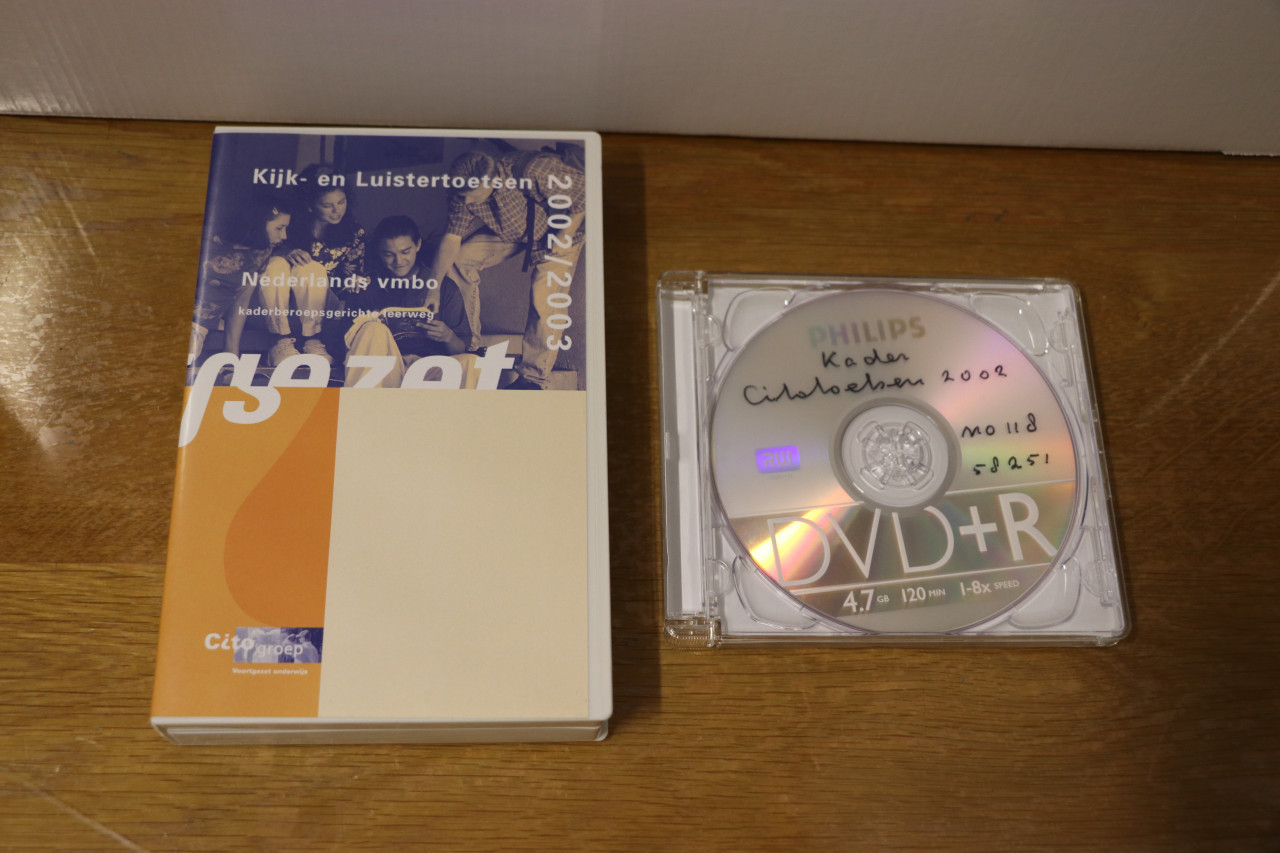 Kijk- en Luistertoetsen
2002/2003
Nederlands vmbo
kaderberoepsgerichte leerweg
gezet
Cito groep
Voortgezet onderwijs
PHILIPS
Kader
Citotoetsen 2002
MO 118
58251
DVD+R
4.7 GB 120 MIN 1-8x SPEED